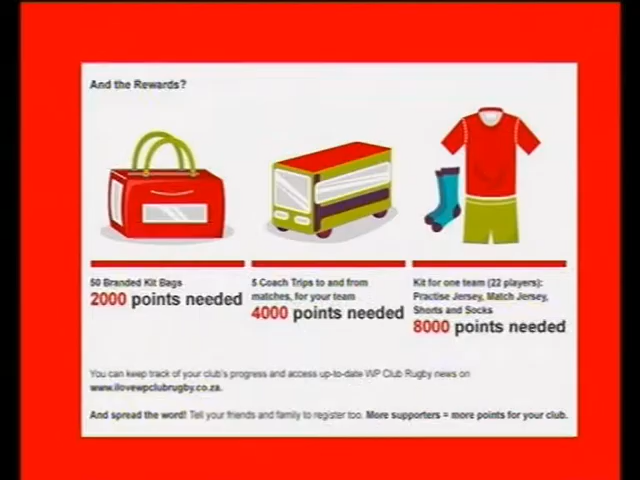 And the Rewards?
50 Branded Kit Bags
2000 points needed
5 Coach Trips to and from
matches, for your team
4000 points needed
Kit for one team (22 players):
Practise Jersey, Match Jersey,
Shorts and Socks
8000 points needed
You can keep track of your club's progress and access up-to-date WP Club Rugby news on
www.ilovewpclubrugby.co.za.
And spread the word! Tell your friends and family to register too. More supporters = more points for your club.